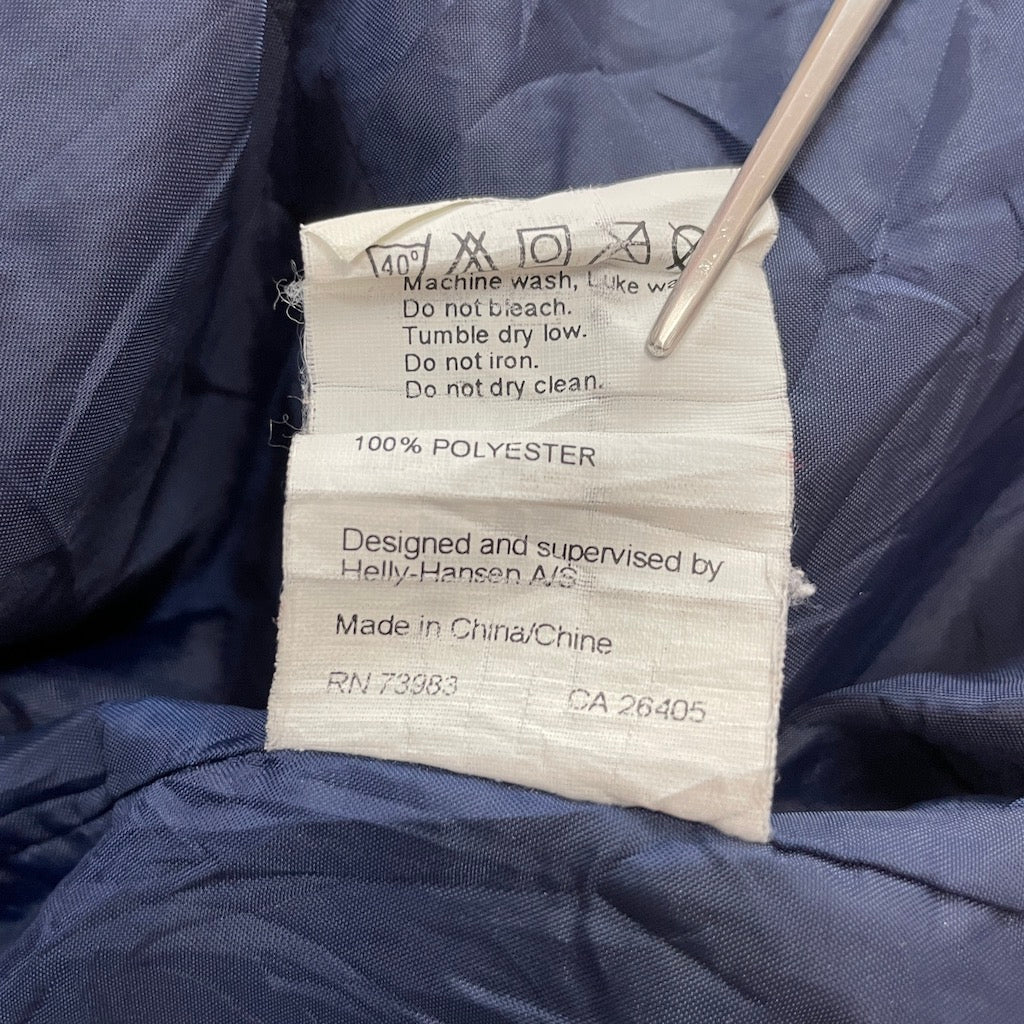 40°
Machine wash, Luke
Do not bleach.
Tumble dry low.
Do not iron.
Do not dry clean.
100% POLYESTER
Designed and supervised by
Helly-Hansen A/S
Made in China/Chine
RN 73983
CA 26405